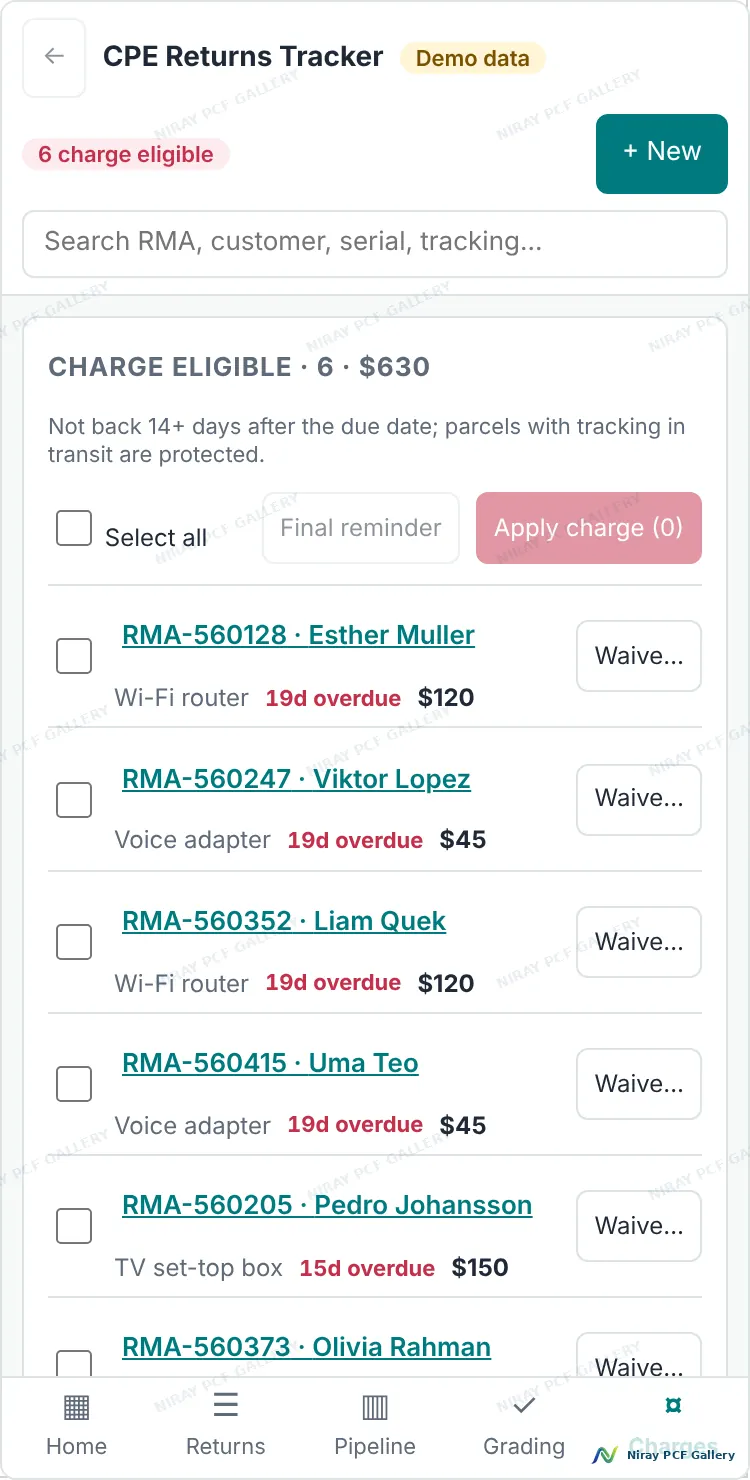 ←
CPE Returns Tracker Demo data
6 charge eligible
+ New
Search RMA, customer, serial, tracking...
CHARGE ELIGIBLE · 6 · $630
Not back 14+ days after the due date; parcels with tracking in
transit are protected.
Select all Final reminder Apply charge (0)
RMA-560128 · Esther Muller
Waive...
Wi-Fi router 19d overdue $120
RMA-560247 · Viktor Lopez
Waive...
Voice adapter 19d overdue $45
RMA-560352 · Liam Quek
Waive...
Wi-Fi router 19d overdue $120
RMA-560415 · Uma Teo
Waive...
Voice adapter 19d overdue $45
RMA-560205 · Pedro Johansson
Waive...
TV set-top box 15d overdue $150
RMA-560373 · Olivia Rahman
Waive...
Home Returns Pipeline Grading Charges
Niray PCF Gallery
NIRAY PCF GALLERY